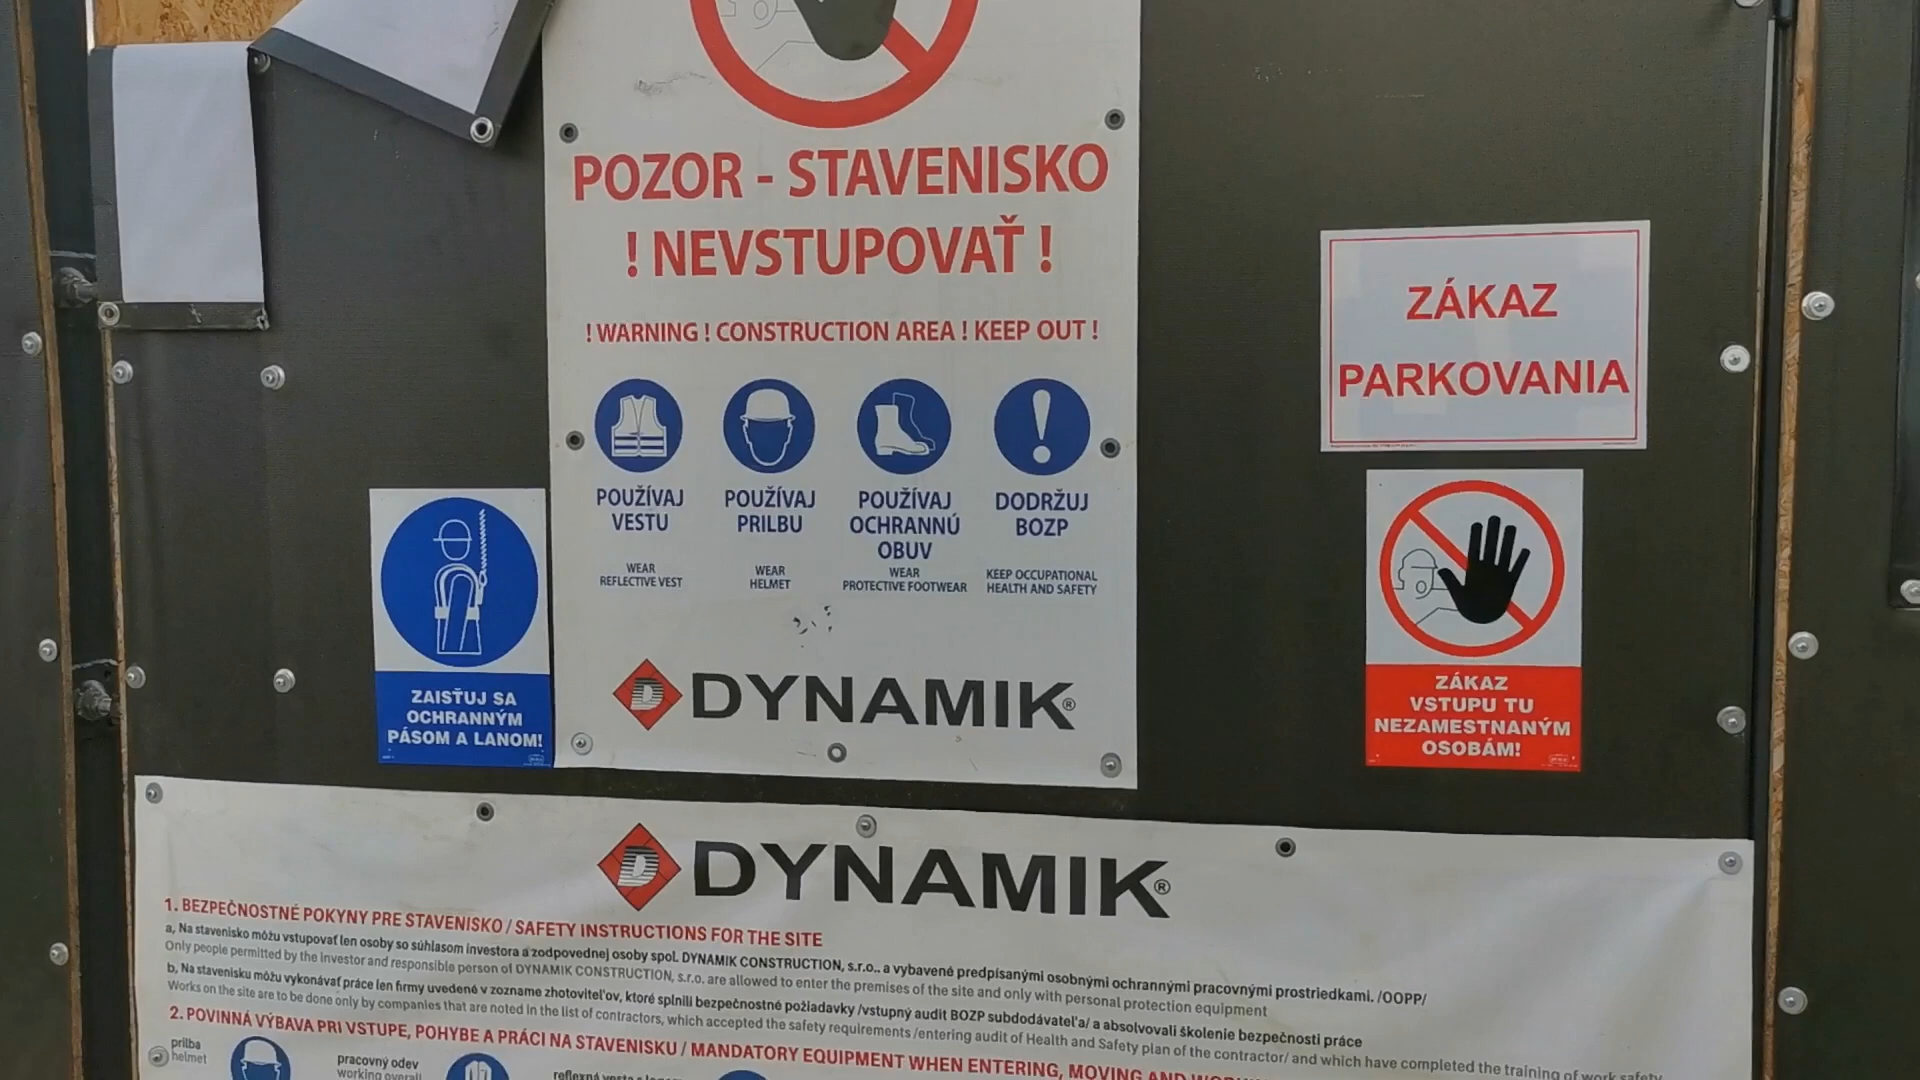 POZOR - STAVENISKO
! NEVSTUPOVAŤ !
! WARNING ! CONSTRUCTION AREA ! KEEP OUT !
POUŽÍVAJ
VESTU
WEAR
REFLECTIVE VEST
POUŽÍVAJ
PRILBU
WEAR
HELMET
POUŽÍVAJ
OCHRANNÚ
OBUV
WEAR
PROTECTIVE FOOTWEAR
DODRŽUJ
BOZP
KEEP OCCUPATIONAL
HEALTH AND SAFETY
DYNAMIK®
ZAISŤUJ SA
OCHRANNÝM
PÁSOM A LANOM!
ZÁKAZ
PARKOVANIA
ZÁKAZ
VSTUPU TU
NEZAMESTNANÝM
OSOBÁM!
DYNAMIK®
1. BEZPEČNOSTNÉ POKYNY PRE STAVENISKO / SAFETY INSTRUCTIONS FOR THE SITE
a, Na stavenisko môžu vstupovať len osoby so súhlasom investora a zodpovednej osoby spol. DYNAMIK CONSTRUCTION, s.r.o.. a vybavené predpísanými osobnými ochrannými pracovnými prostriedkami. /OOPP/
Only people permitted by the investor and responsible person of DYNAMIK CONSTRUCTION, s.r.o. are allowed to enter the premises of the site and only with personal protection equipment
b, Na stavenisku môžu vykonávať práce len firmy uvedené v zozname zhotoviteľov, ktoré splnili bezpečnostné požiadavky /vstupný audit BOZP subdodávateľa/ a absolvovali školenie bezpečnosti práce
Works on the site are to be done only by companies that are noted in the list of contractors, which accepted the safety requirements /entering audit of Health and Safety plan of the contractor/ and which have completed the training of work safety
2. POVINNÁ VÝBAVA PRI VSTUPE, POHYBE A PRÁCI NA STAVENISKU / MANDATORY EQUIPMENT WHEN ENTERING, MOVING AND
prilba
helmet
pracovný odev
working overall